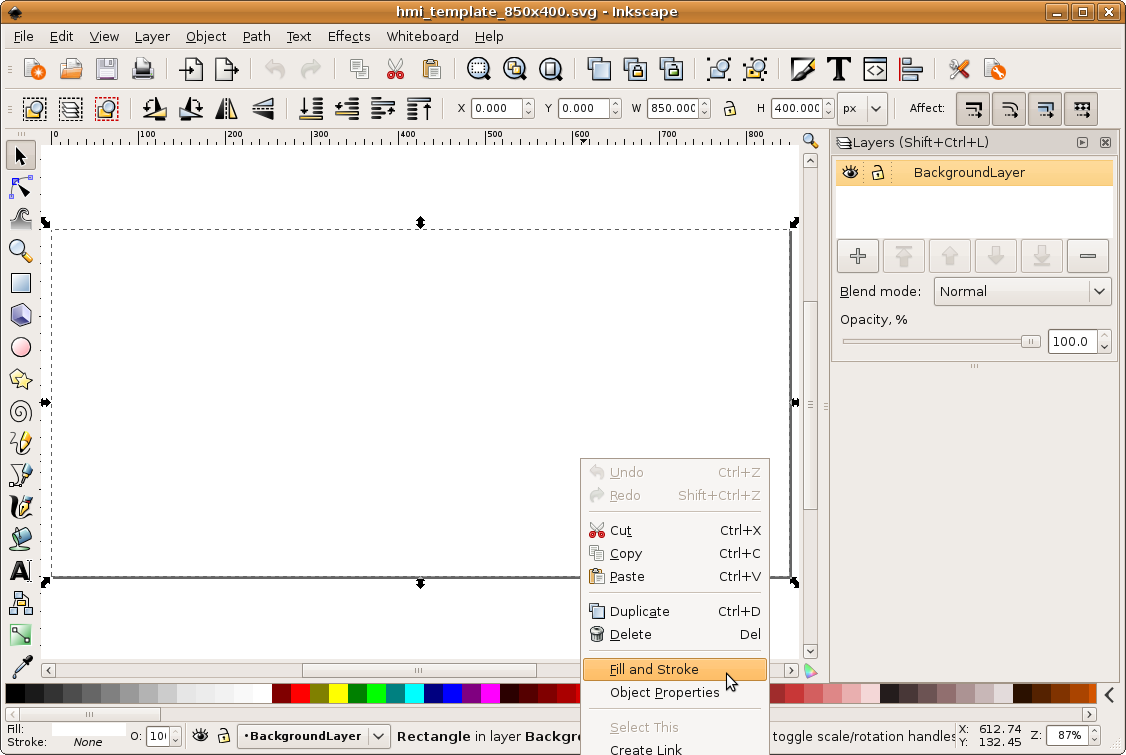 hmi_template_850x400.svg - Inkscape
File Edit View Layer Object Path Text Effects Whiteboard Help
X 0.000 Y 0.000 W 850.000 H 400.000 px Affect:
0 100 200 300 400 500 600 700 800
Layers (Shift+Ctrl+L)
BackgroundLayer
Blend mode: Normal
Opacity, %
100.0
Undo Ctrl+Z
Redo Shift+Ctrl+Z
Cut Ctrl+X
Copy Ctrl+C
Paste Ctrl+V
Duplicate Ctrl+D
Delete Del
Fill and Stroke
Object Properties
Select This
Create Link
Fill:
Stroke: None
O: 10
•BackgroundLayer
Rectangle in layer Backgro
toggle scale/rotation handles
X: 612.74
Y: 132.45
Z: 87%